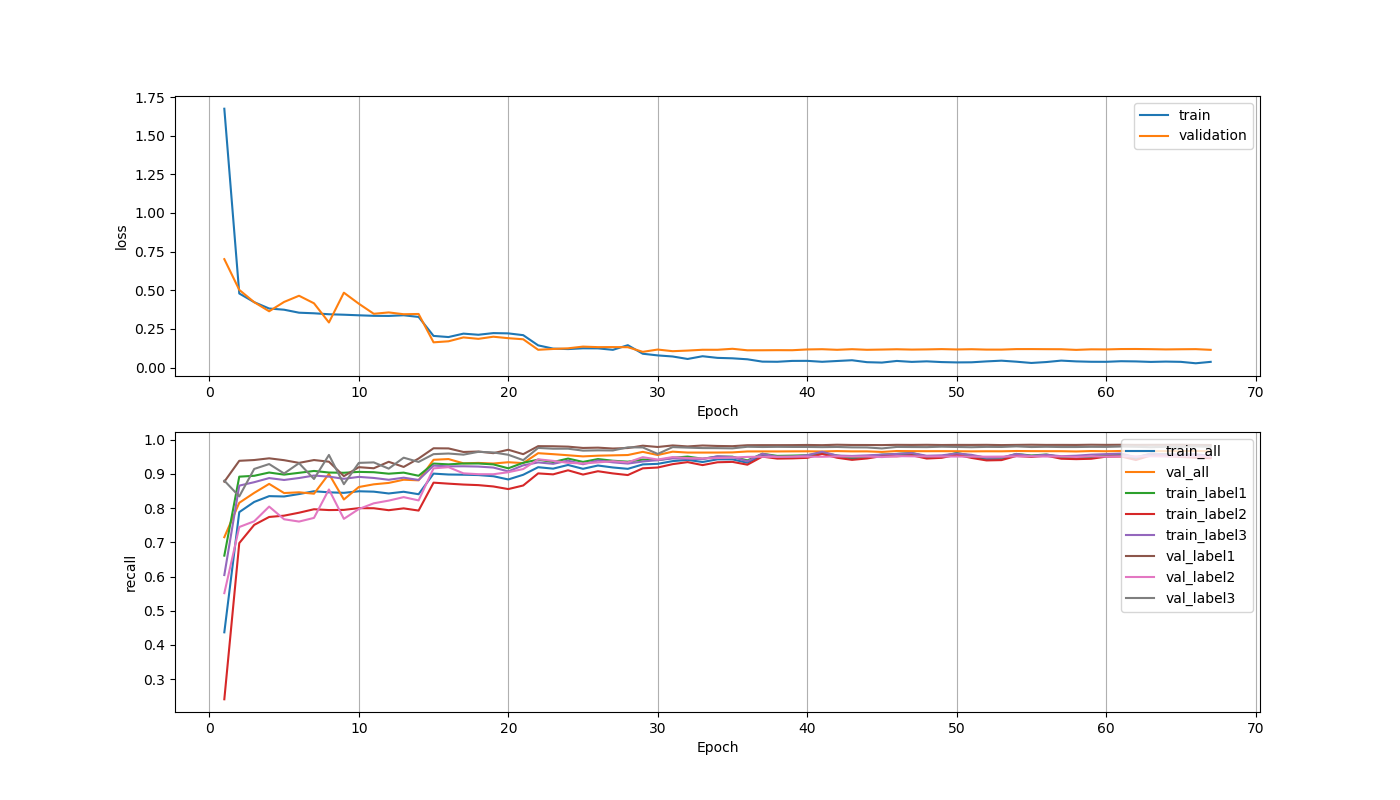 1.75
1.50
1.25
1.00
0.75
0.50
0.25
0.00
loss
train
validation
0 10 20 30 40 50 60 70
Epoch
1.0
0.9
0.8
0.7
0.6
0.5
0.4
0.3
recall
train_all
val_all
train_label1
train_label2
train_label3
val_label1
val_label2
val_label3
0 10 20 30 40 50 60 70
Epoch